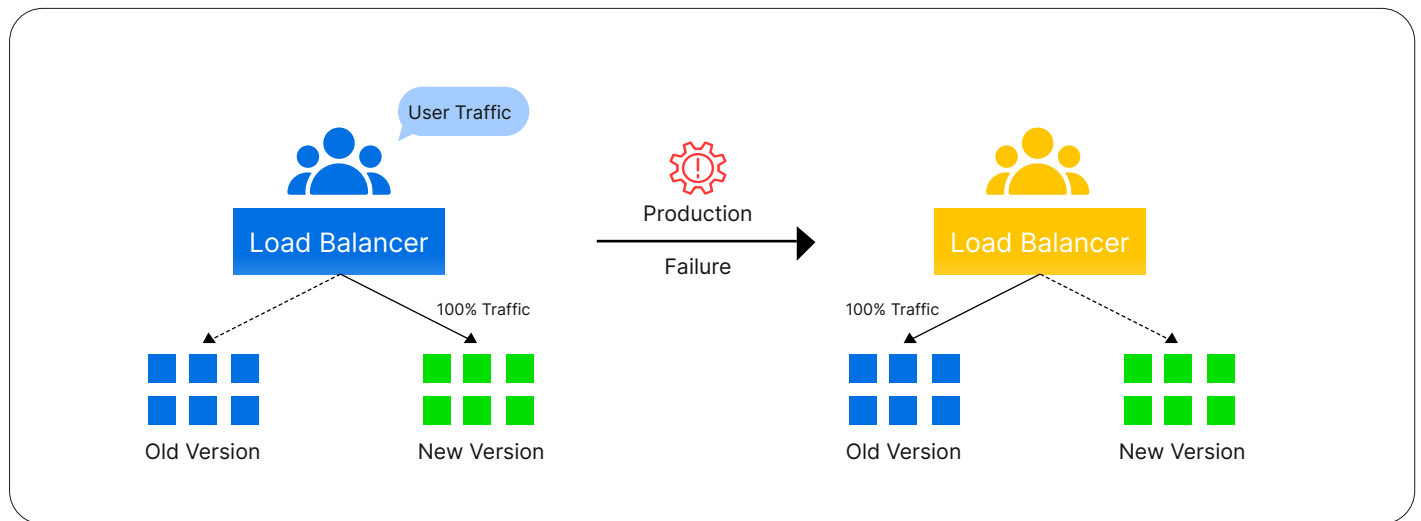 User Traffic
Load Balancer
100% Traffic
Old Version
New Version
Production
Failure
Load Balancer
100% Traffic
Old Version
New Version